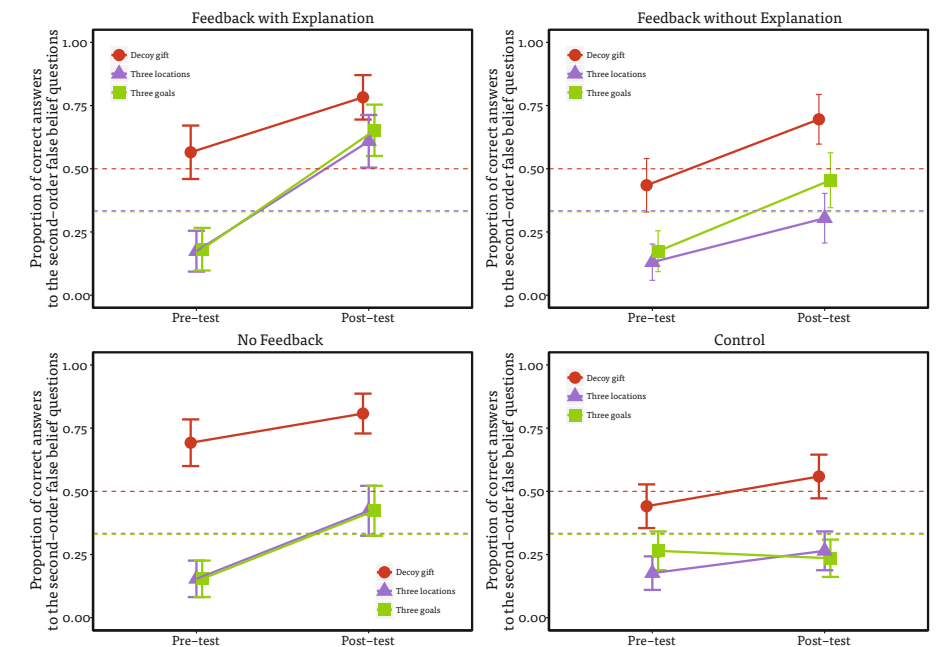 Feedback with Explanation
Proportion of correct answers
to the second-order false belief questions
1.00
0.75
0.50
0.25
0.00
Decoy gift
Three locations
Three goals
Pre-test
Post-test
Feedback without Explanation
Proportion of correct answers
to the second-order false belief questions
1.00
0.75
0.50
0.25
0.00
Decoy gift
Three locations
Three goals
Pre-test
Post-test
No Feedback
Proportion of correct answers
to the second-order false belief questions
1.00
0.75
0.50
0.25
0.00
Decoy gift
Three locations
Three goals
Pre-test
Post-test
Control
Proportion of correct answers
to the second-order false belief questions
1.00
0.75
0.50
0.25
0.00
Decoy gift
Three locations
Three goals
Pre-test
Post-test